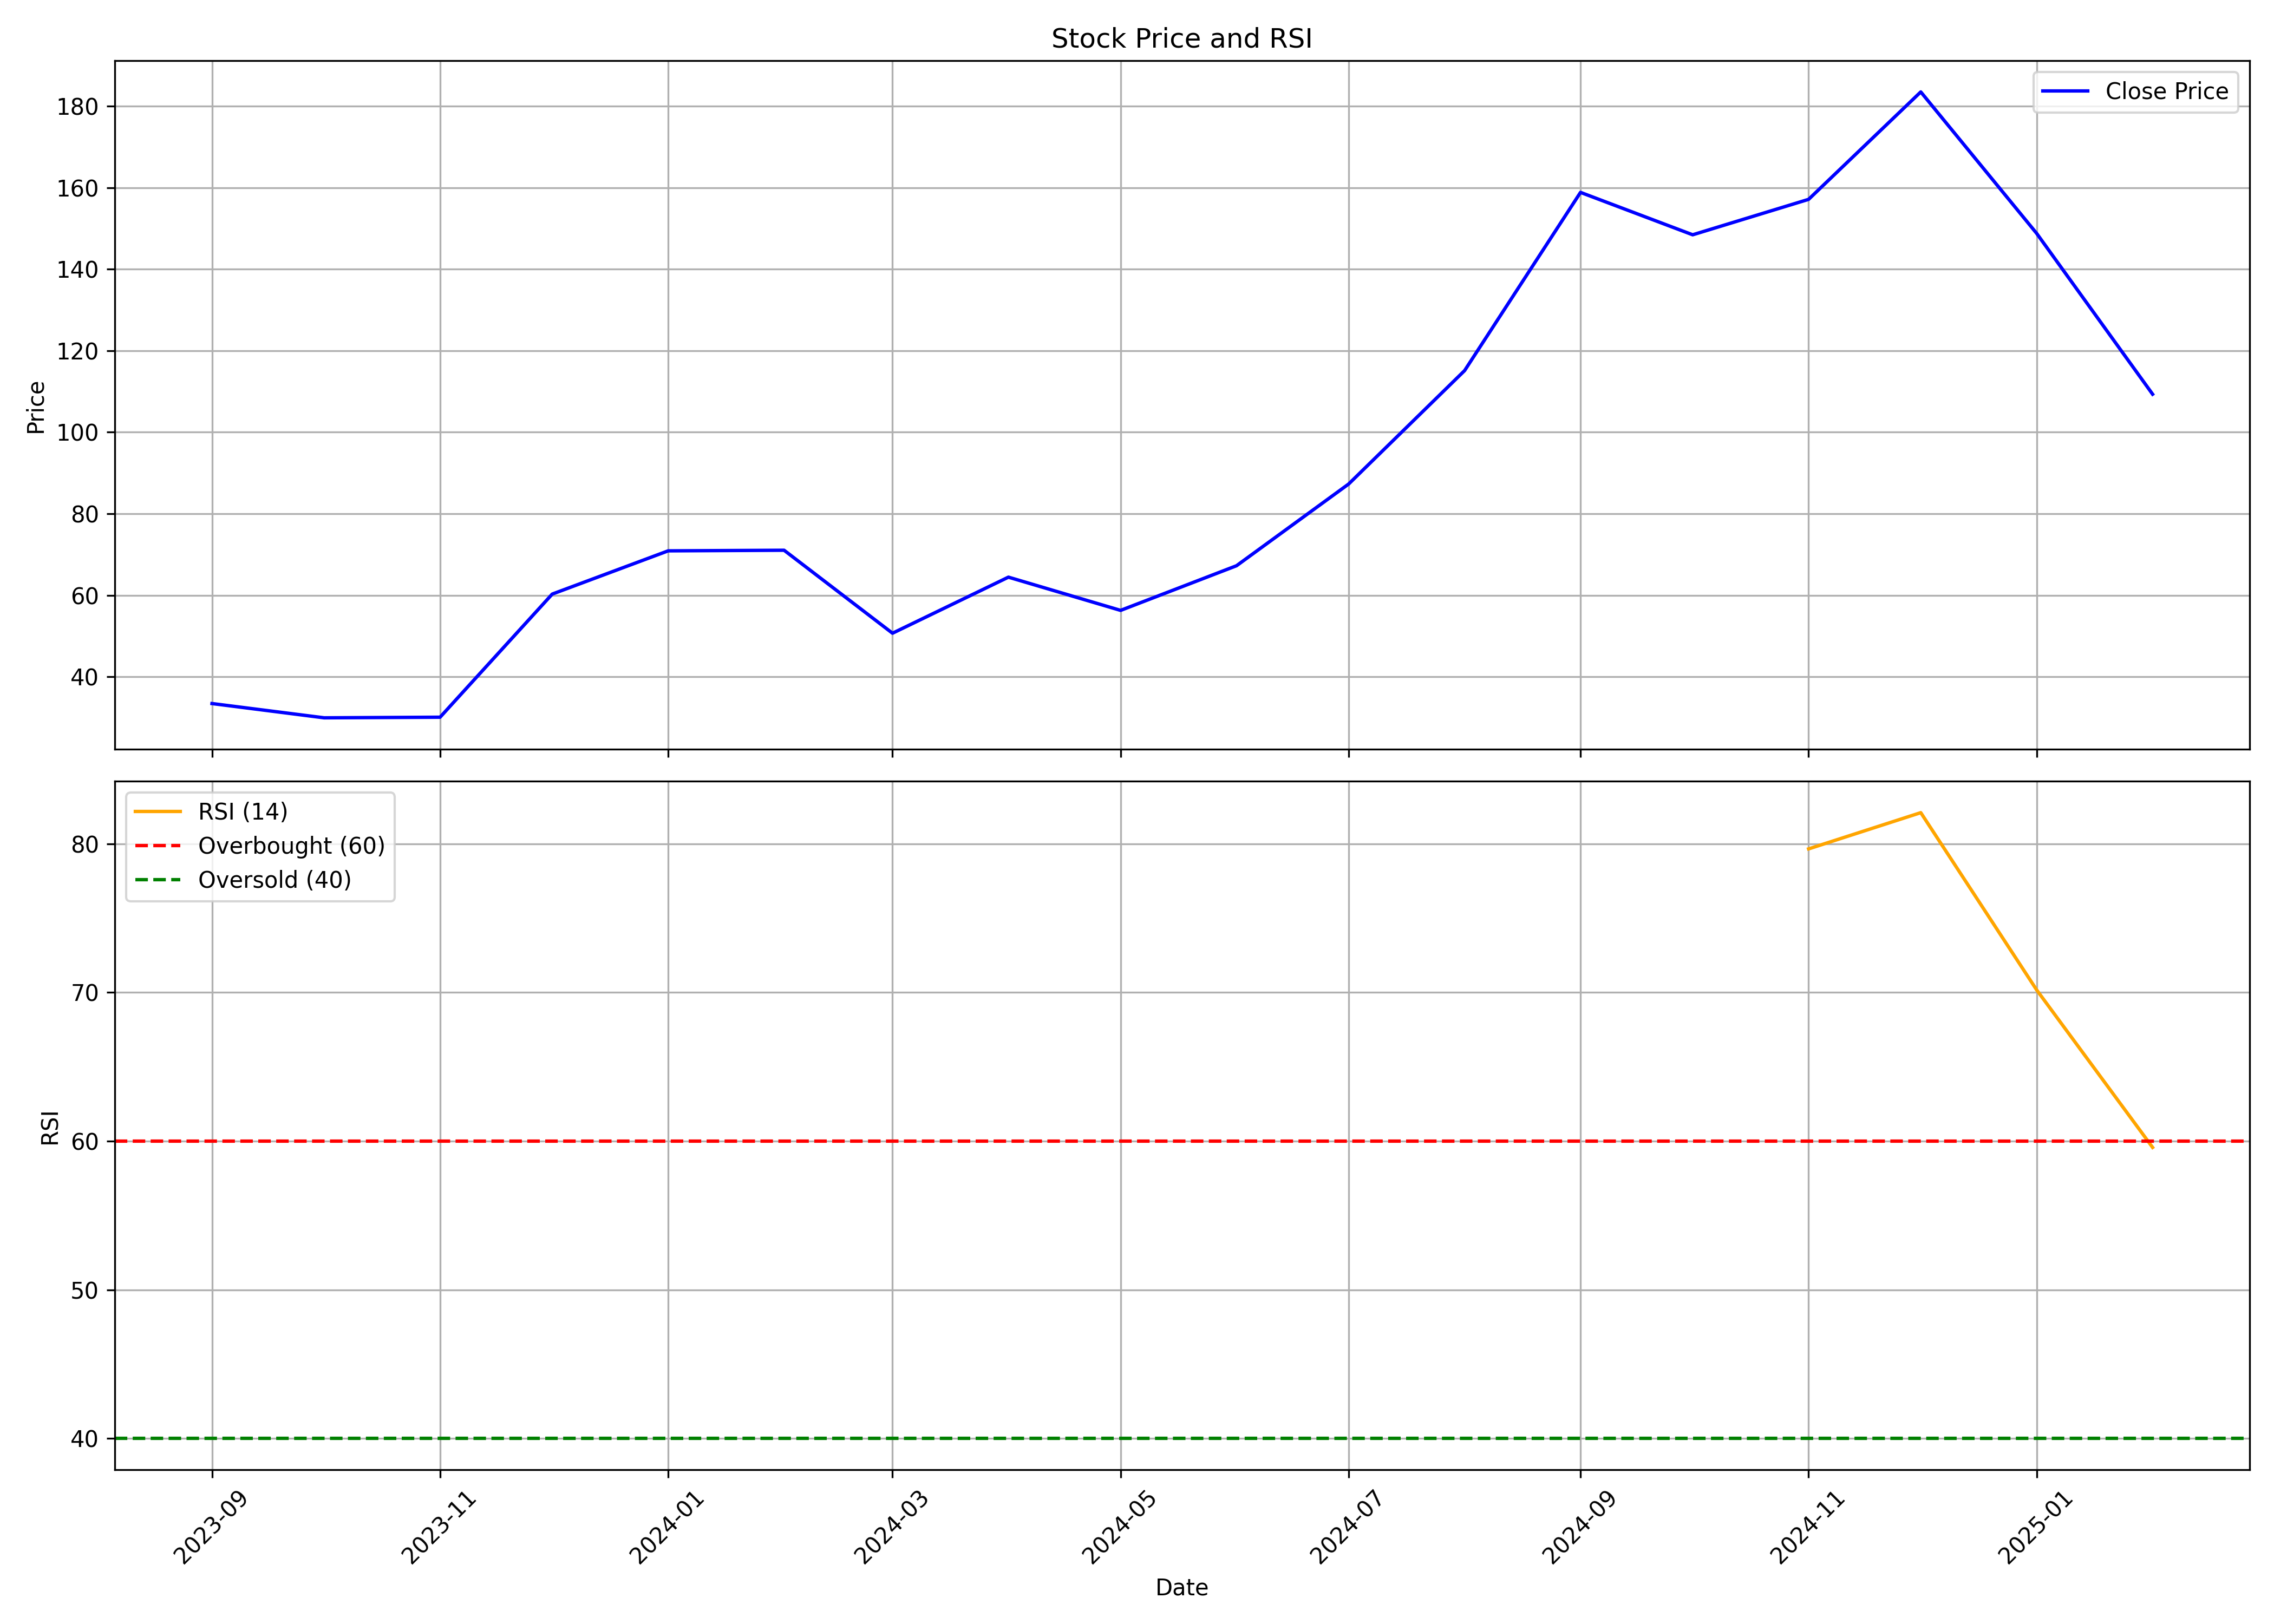 Stock Price and RSI
Close Price
180
160
140
120
100
80
60
40
Price
RSI (14)
Overbought (60)
Oversold (40)
80
70
60
50
40
RSI
2023-09
2023-11
2024-01
2024-03
2024-05
2024-07
2024-09
2024-11
2025-01
Date